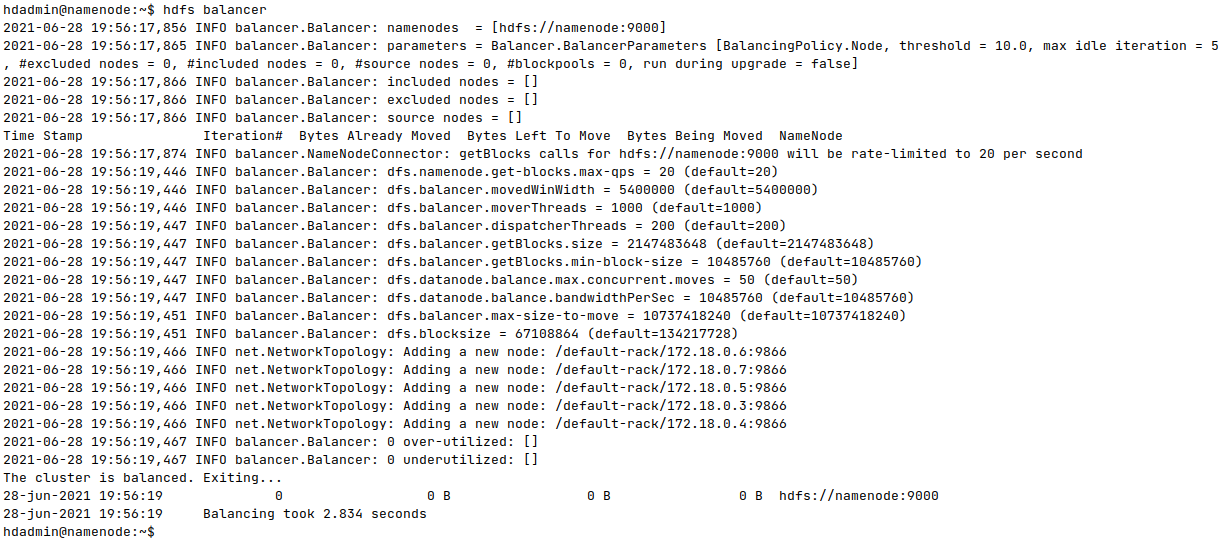 hdadmin@namenode:~$ hdfs balancer
2021-06-28 19:56:17,856 INFO balancer.Balancer: namenodes  = [hdfs://namenode:9000]
2021-06-28 19:56:17,865 INFO balancer.Balancer: parameters = Balancer.BalancerParameters [BalancingPolicy.Node, threshold = 10.0, max idle iteration = 5
, #excluded nodes = 0, #included nodes = 0, #source nodes = 0, #blockpools = 0, run during upgrade = false]
2021-06-28 19:56:17,866 INFO balancer.Balancer: included nodes = []
2021-06-28 19:56:17,866 INFO balancer.Balancer: excluded nodes = []
2021-06-28 19:56:17,866 INFO balancer.Balancer: source nodes = []
Time Stamp               Iteration#  Bytes Already Moved  Bytes Left To Move  Bytes Being Moved  NameNode
2021-06-28 19:56:17,874 INFO balancer.NameNodeConnector: getBlocks calls for hdfs://namenode:9000 will be rate-limited to 20 per second
2021-06-28 19:56:19,446 INFO balancer.Balancer: dfs.namenode.get-blocks.max-qps = 20 (default=20)
2021-06-28 19:56:19,446 INFO balancer.Balancer: dfs.balancer.movedWinWidth = 5400000 (default=5400000)
2021-06-28 19:56:19,446 INFO balancer.Balancer: dfs.balancer.moverThreads = 1000 (default=1000)
2021-06-28 19:56:19,447 INFO balancer.Balancer: dfs.balancer.dispatcherThreads = 200 (default=200)
2021-06-28 19:56:19,447 INFO balancer.Balancer: dfs.balancer.getBlocks.size = 2147483648 (default=2147483648)
2021-06-28 19:56:19,447 INFO balancer.Balancer: dfs.balancer.getBlocks.min-block-size = 10485760 (default=10485760)
2021-06-28 19:56:19,447 INFO balancer.Balancer: dfs.datanode.balance.max.concurrent.moves = 50 (default=50)
2021-06-28 19:56:19,447 INFO balancer.Balancer: dfs.datanode.balance.bandwidthPerSec = 10485760 (default=10485760)
2021-06-28 19:56:19,451 INFO balancer.Balancer: dfs.balancer.max-size-to-move = 10737418240 (default=10737418240)
2021-06-28 19:56:19,451 INFO balancer.Balancer: dfs.blocksize = 67108864 (default=134217728)
2021-06-28 19:56:19,466 INFO net.NetworkTopology: Adding a new node: /default-rack/172.18.0.6:9866
2021-06-28 19:56:19,466 INFO net.NetworkTopology: Adding a new node: /default-rack/172.18.0.7:9866
2021-06-28 19:56:19,466 INFO net.NetworkTopology: Adding a new node: /default-rack/172.18.0.5:9866
2021-06-28 19:56:19,466 INFO net.NetworkTopology: Adding a new node: /default-rack/172.18.0.3:9866
2021-06-28 19:56:19,466 INFO net.NetworkTopology: Adding a new node: /default-rack/172.18.0.4:9866
2021-06-28 19:56:19,467 INFO balancer.Balancer: 0 over-utilized: []
2021-06-28 19:56:19,467 INFO balancer.Balancer: 0 underutilized: []
The cluster is balanced. Exiting...
28-jun-2021 19:56:19              0                  0 B                 0 B                0 B  hdfs://namenode:9000
28-jun-2021 19:56:19     Balancing took 2.834 seconds
hdadmin@namenode:~$